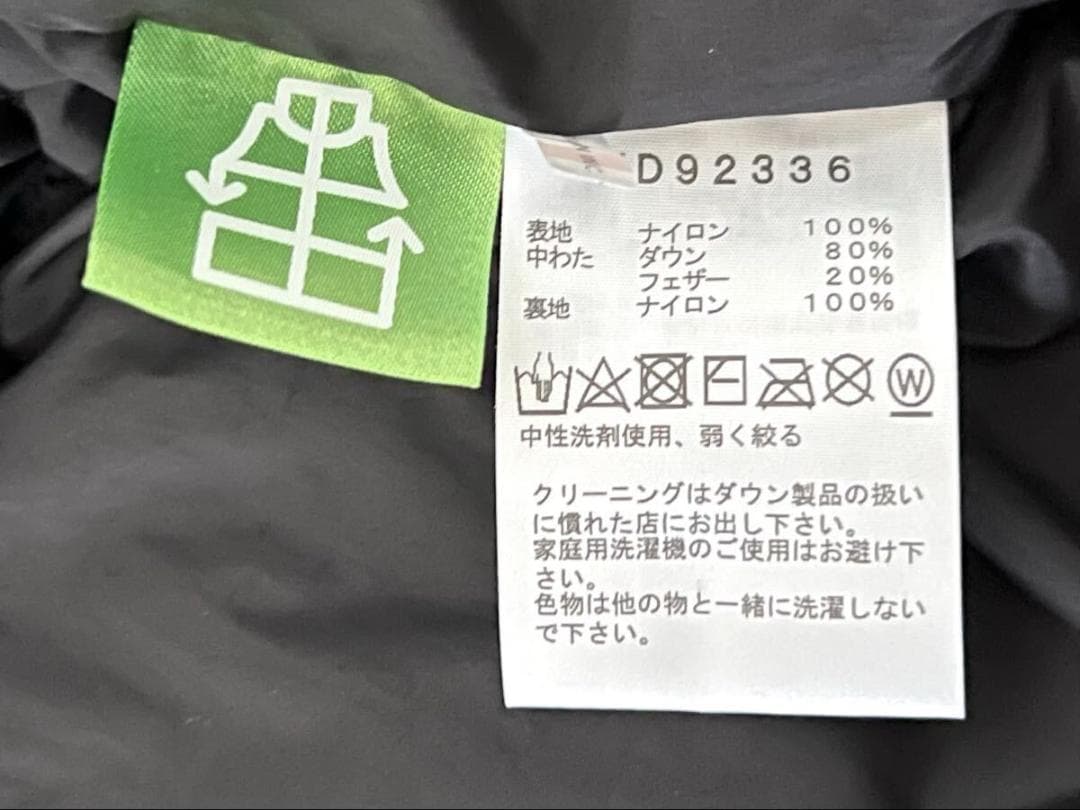 D92336
表地 ナイロン 100%
中わた ダウン 80%
フェザー 20%
裏地 ナイロン 100%
W
中性洗剤使用、弱く絞る
クリーニングはダウン製品の扱い
に慣れた店にお出し下さい。
家庭用洗濯機のご使用はお避け下
さい。
色物は他の物と一緒に洗濯しない
で下さい。